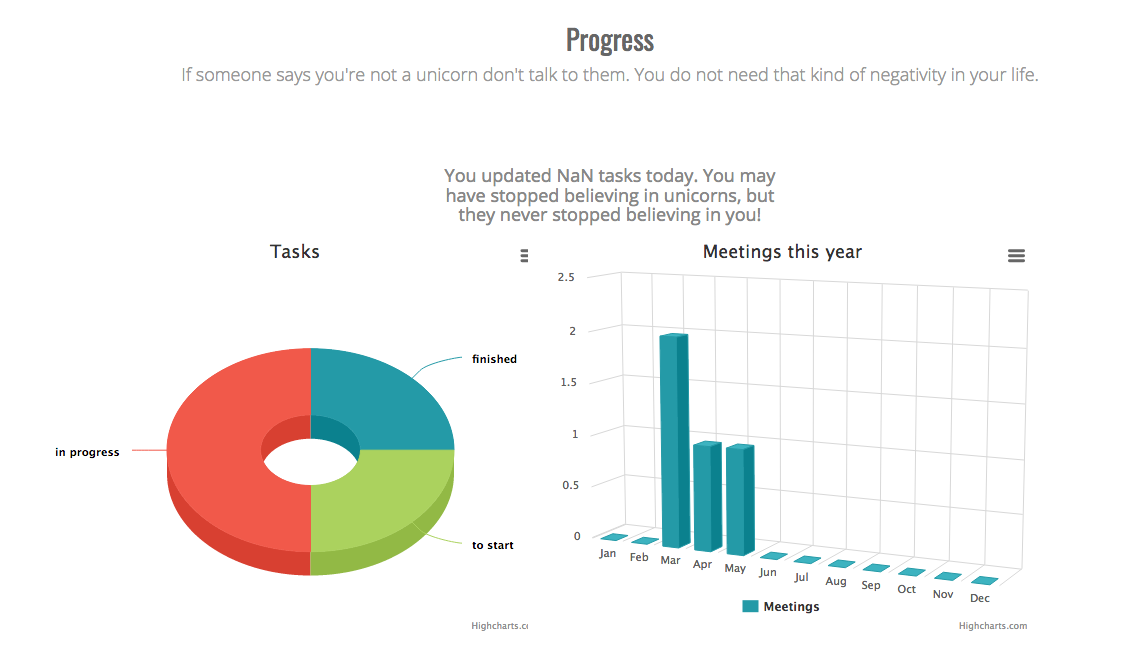 Progress
If someone says you're not a unicorn don't talk to them. You do not need that kind of negativity in your life.
You updated NaN tasks today. You may
have stopped believing in unicorns, but
they never stopped believing in you!
Tasks
finished
in progress
to start
Highcharts.c
Meetings this year
2.5
2
1.5
1
0.5
0
Jan
Feb
Mar
Apr
May
Jun
Jul
Aug
Sep
Oct
Nov
Dec
Meetings
Highcharts.com